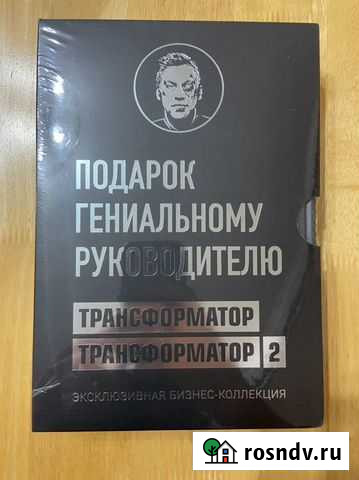 ПОДАРОК
ГЕНИАЛЬНОМУ
РУКОВОДИТЕЛЮ
ТРАНСФОРМАТОР
ТРАНСФОРМАТОР 2
ЭКСКЛЮЗИВНАЯ БИЗНЕС-КОЛЛЕКЦИЯ
rosndv.ru